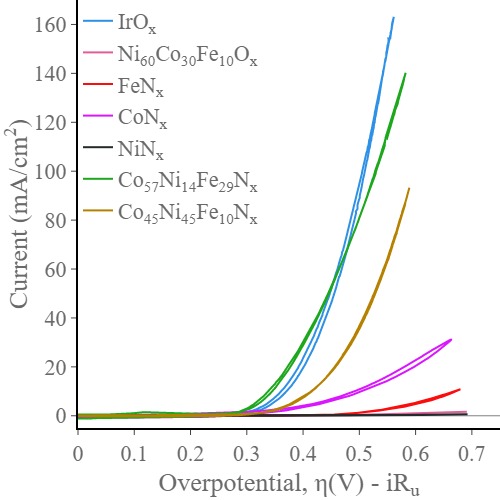 IrOₓ
Ni₆₀Co₃₀Fe₁₀Oₓ
FeNₓ
CoNₓ
NiNₓ
Co₅₇Ni₁₄Fe₂₉Nₓ
Co₄₅Ni₄₅Fe₁₀Nₓ
Current (mA/cm²)
160
140
120
100
80
60
40
20
0
0 0.1 0.2 0.3 0.4 0.5 0.6 0.7
Overpotential, η(V) - iRᵤ